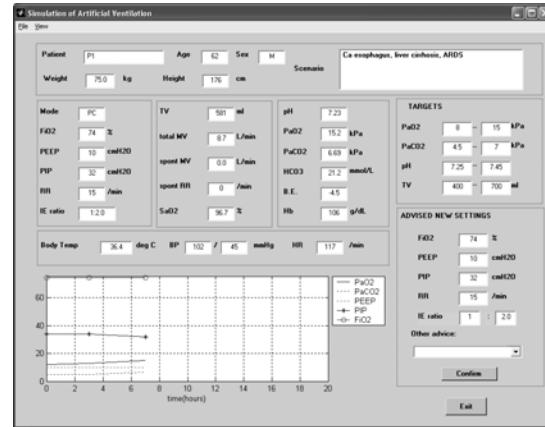 Simulation of Artificial Ventilation
File View
Patient P1 Age 62 Sex M Scenario Ca esophagus, liver cirrhosis, ARDS
Weight 75.0 kg Height 176 cm
Mode PC
FiO2 74 %
PEEP 10 cmH2O
PIP 32 cmH2O
RR 15 /min
IE ratio 1:2.0
TV 581 ml
total MV 8.7 L/min
spont MV 0.0 L/min
spont RR 0 /min
SaO2 96.7 %
pH 7.23
PaO2 15.2 kPa
PaCO2 6.69 kPa
HCO3 21.2 mmol/L
B.E. -4.5
Hb 106 g/dL
TARGETS
PaO2 8 – 15 kPa
PaCO2 4.5 – 7 kPa
pH 7.25 – 7.45
TV 400 – 700 ml
Body Temp 36.4 deg C BP 102 / 45 mmHg HR 117 /min
ADVISED NEW SETTINGS
FiO2 74 %
PEEP 10 cmH2O
PIP 32 cmH2O
RR 15 /min
IE ratio 1 : 2.0
Other advice:
Confirm
Exit
PaO2
PaCO2
PEEP
PIP
FiO2
60
40
20
0
0 2 4 6 8 10 12 14 16 18 20
time(hours)